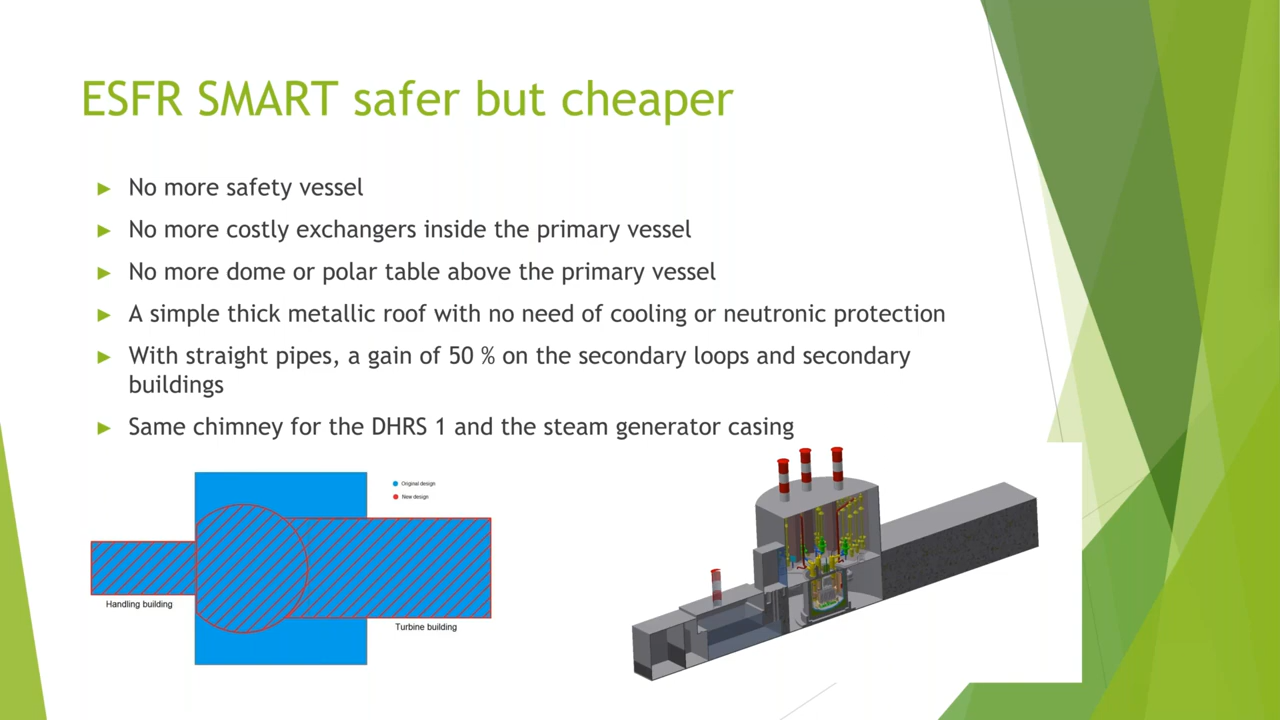 ESFR SMART safer but cheaper
No more safety vessel
No more costly exchangers inside the primary vessel
No more dome or polar table above the primary vessel
A simple thick metallic roof with no need of cooling or neutronic protection
With straight pipes, a gain of 50 % on the secondary loops and secondary
buildings
Same chimney for the DHRS 1 and the steam generator casing
Original design
New design
Handling building
Turbine building